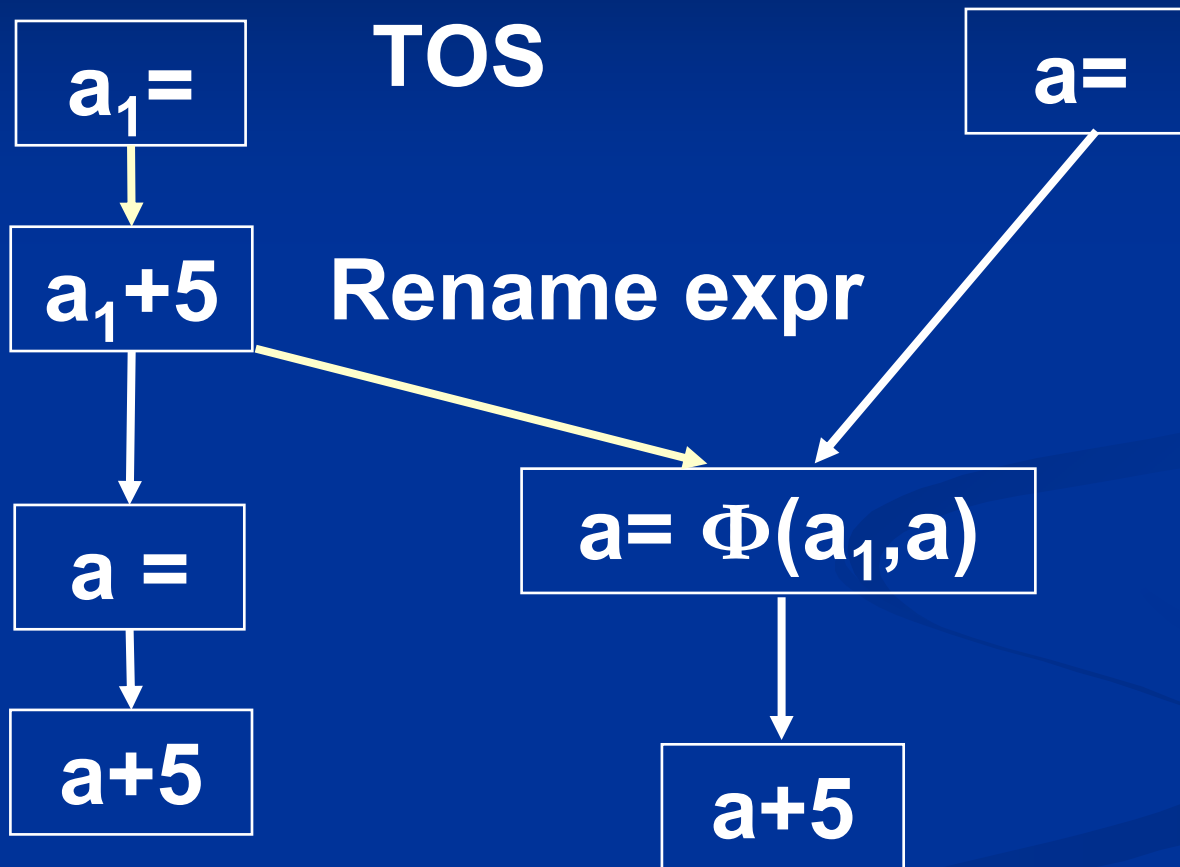 a₁=
TOS
a=
a₁+5
Rename expr
a =
a= Φ(a₁,a)
a+5
a+5